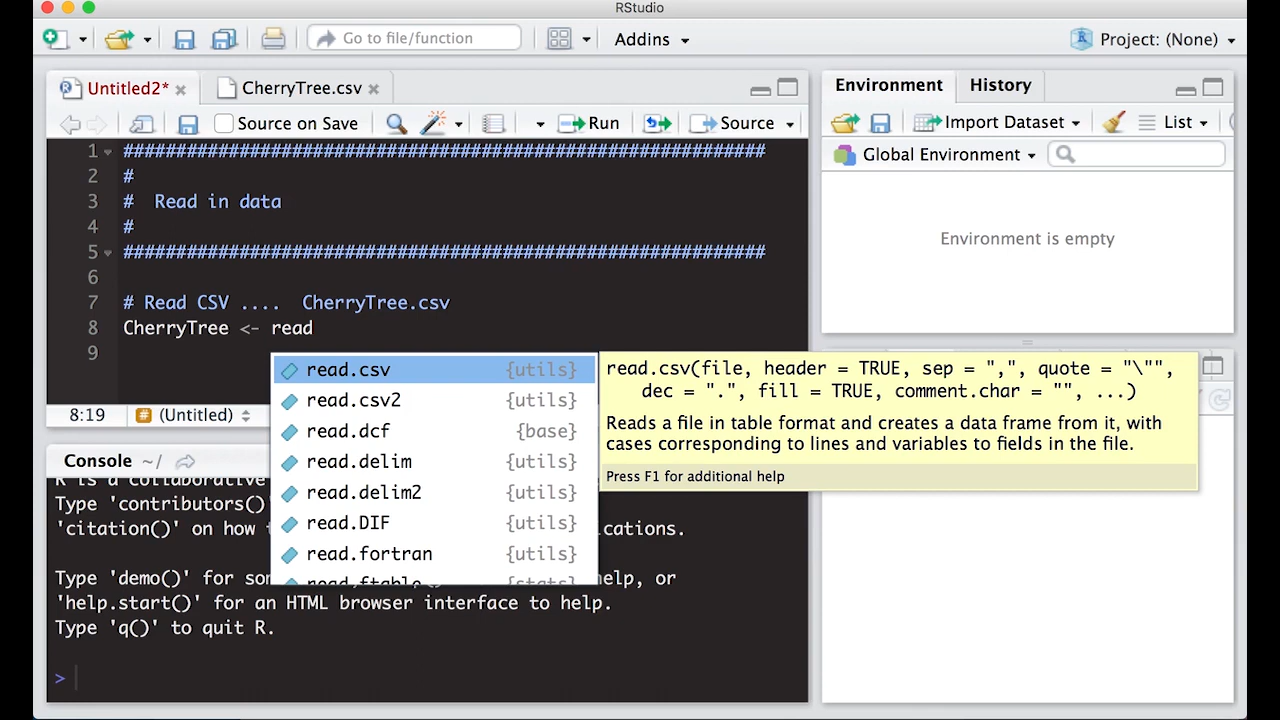 RStudio
Go to file/function
Addins
Project: (None)
Untitled2*
CherryTree.csv
Source on Save
Run
Source
1 ############################################################
2 #
3 # Read in data
4 #
5 ############################################################
6
7 # Read CSV .... CherryTree.csv
8 CherryTree <- read
9
8:19 (Untitled)
read.csv {utils}
read.csv2 {utils}
read.dcf {base}
read.delim {utils}
read.delim2 {utils}
read.DIF {utils}
read.fortran {utils}
read.ftable {stats}
read.csv(file, header = TRUE, sep = ",", quote = "\"",
dec = ".", fill = TRUE, comment.char = "", ...)
Reads a file in table format and creates a data frame from it, with
cases corresponding to lines and variables to fields in the file.
Press F1 for additional help
Console ~/
R is a collaborative
Type 'contributors()'
'citation()' on how
Type 'demo()' for help, or
'help.start()' for an HTML browser interface to help.
Type 'q()' to quit R.
>
Environment
History
Import Dataset
List
Global Environment
Environment is empty